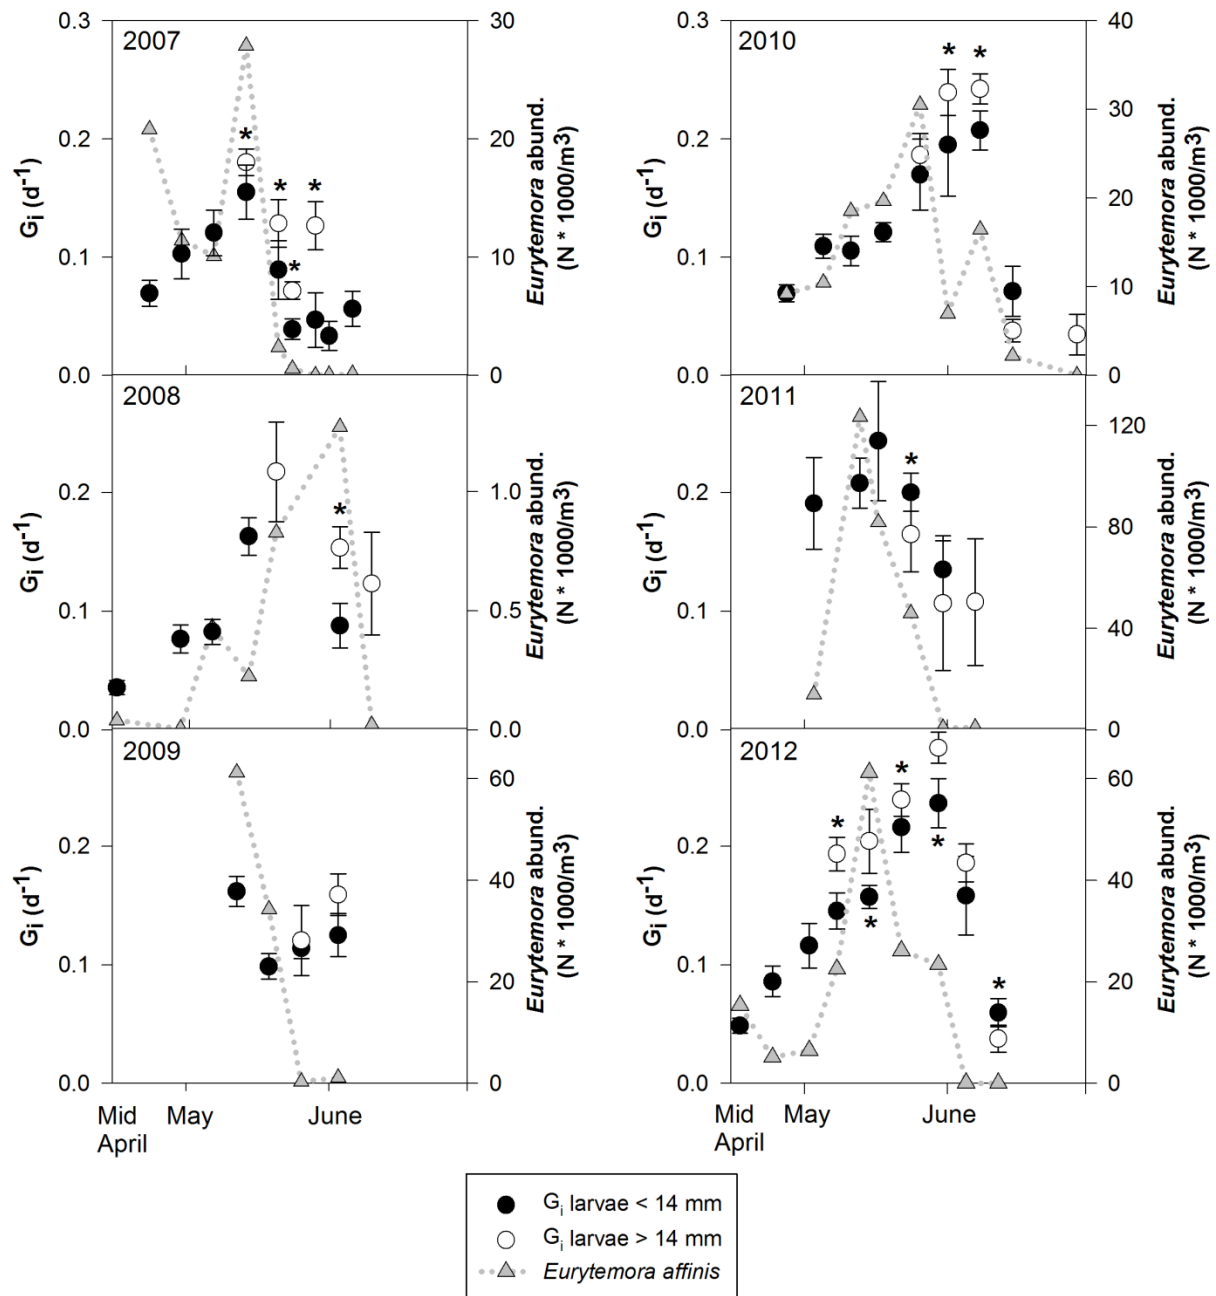 2007
0.3
0.2
0.1
0.0
Gᵢ (d⁻¹)
*
*
*
*
30
20
10
0
Eurytemora abund.
(N * 1000/m³)
2010
0.3
0.2
0.1
0.0
Gᵢ (d⁻¹)
*
*
40
30
20
10
0
Eurytemora abund.
(N * 1000/m³)
2008
0.2
0.1
0.0
Gᵢ (d⁻¹)
*
1.0
0.5
0.0
Eurytemora abund.
(N * 1000/m³)
2011
0.2
0.1
0.0
Gᵢ (d⁻¹)
*
120
80
40
0
Eurytemora abund.
(N * 1000/m³)
2009
0.2
0.1
0.0
Gᵢ (d⁻¹)
60
40
20
0
Eurytemora abund.
(N * 1000/m³)
Mid
April
May
June
2012
0.2
0.1
0.0
Gᵢ (d⁻¹)
*
*
*
*
*
60
40
20
0
Eurytemora abund.
(N * 1000/m³)
Mid
April
May
June
Gᵢ larvae < 14 mm
Gᵢ larvae > 14 mm
Eurytemora affinis